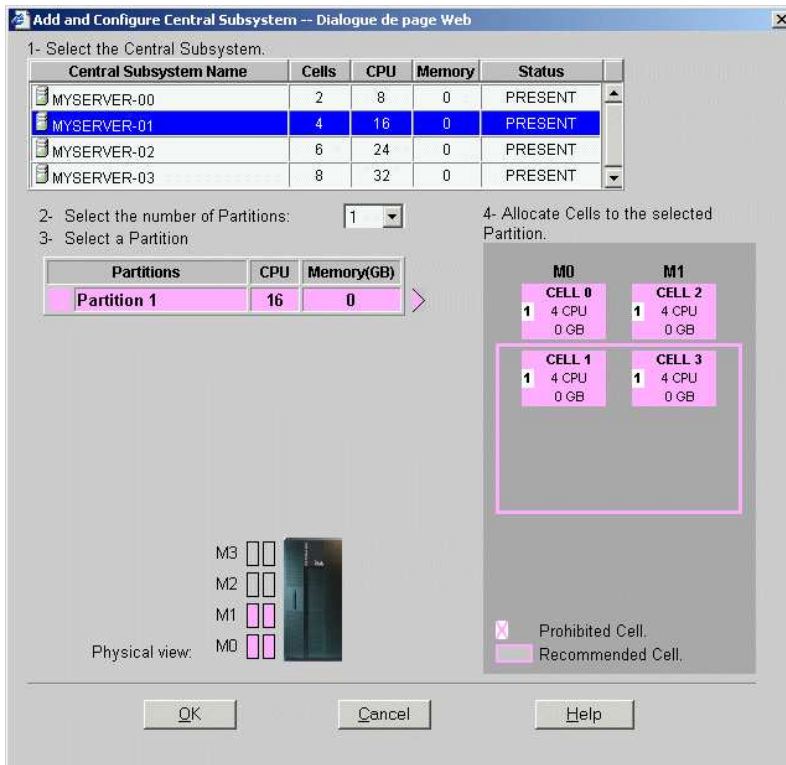 Add and Configure Central Subsystem -- Dialogue de page Web
1- Select the Central Subsystem.
Central Subsystem Name Cells CPU Memory Status
MYSERVER-00 2 8 0 PRESENT
MYSERVER-01 4 16 0 PRESENT
MYSERVER-02 6 24 0 PRESENT
MYSERVER-03 8 32 0 PRESENT
2- Select the number of Partitions: 1
3- Select a Partition
Partitions CPU Memory(GB)
Partition 1 16 0
4- Allocate Cells to the selected
Partition.
M0 M1
CELL 0 CELL 2
1 4 CPU 1 4 CPU
0 GB 0 GB
CELL 1 CELL 3
1 4 CPU 1 4 CPU
0 GB 0 GB
M3
M2
M1
M0
Physical view:
X Prohibited Cell.
Recommended Cell.
OK Cancel Help